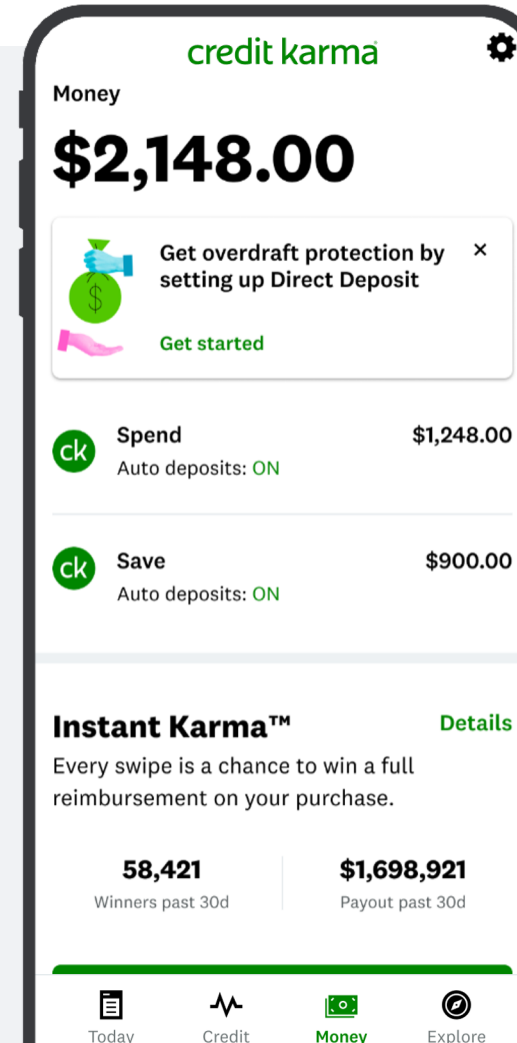 credit karma
Money
$2,148.00
Get overdraft protection by
setting up Direct Deposit
$
Get started
ck
Spend
$1,248.00
Auto deposits: ON
ck
Save
$900.00
Auto deposits: ON
Instant Karma™
Details
Every swipe is a chance to win a full
reimbursement on your purchase.
58,421
$1,698,921
Winners past 30d
Payout past 30d
Today
Credit
Money
Explore